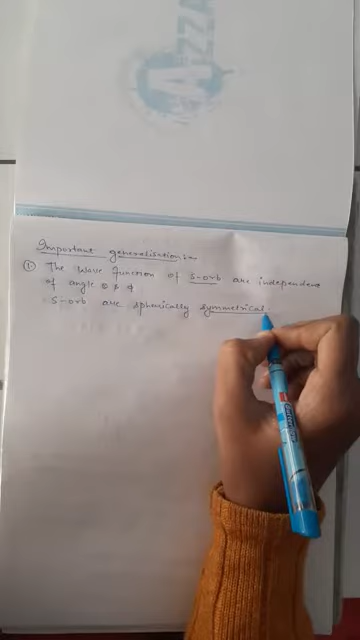 Important generalisation:-
① The wave function of s-orb are independent
of angle θ & ϕ
∴ s-orb are spherically symmetrical.